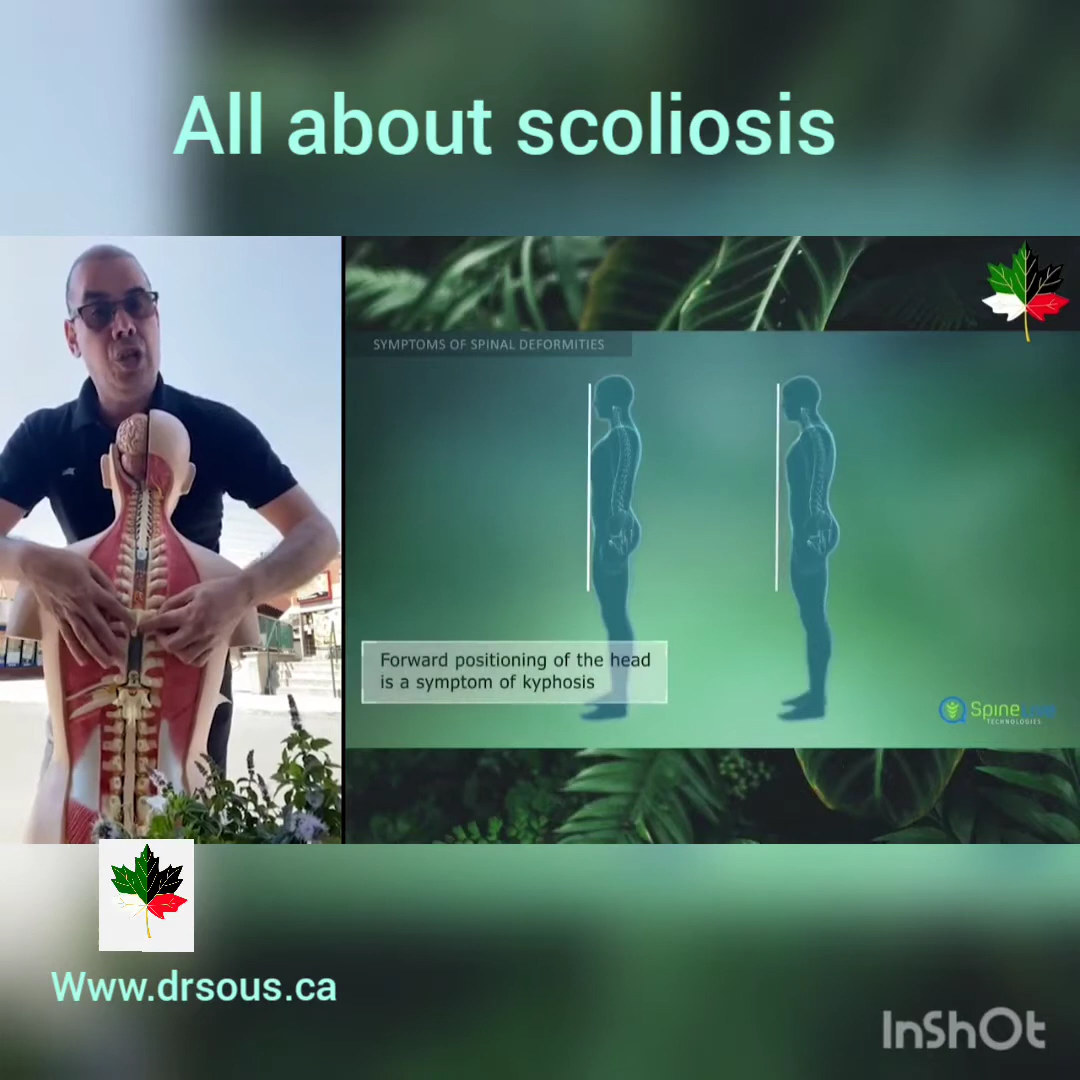 All about scoliosis
SYMPTOMS OF SPINAL DEFORMITIES
Forward positioning of the head
is a symptom of kyphosis
Spine
TECHNOLOGIES
Www.drsous.ca
InShOt